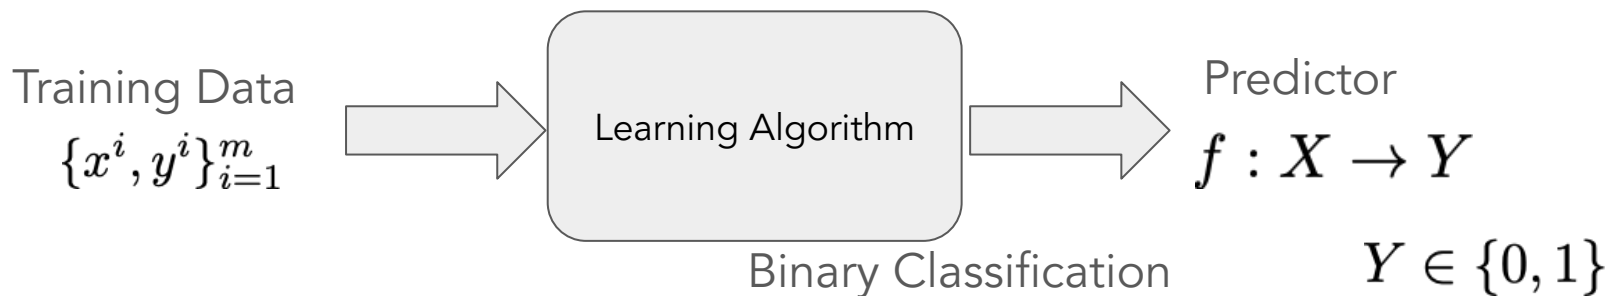 Training Data
{x^i, y^i}_{i=1}^m
Learning Algorithm
Predictor
f : X → Y
Binary Classification
Y ∈ {0, 1}